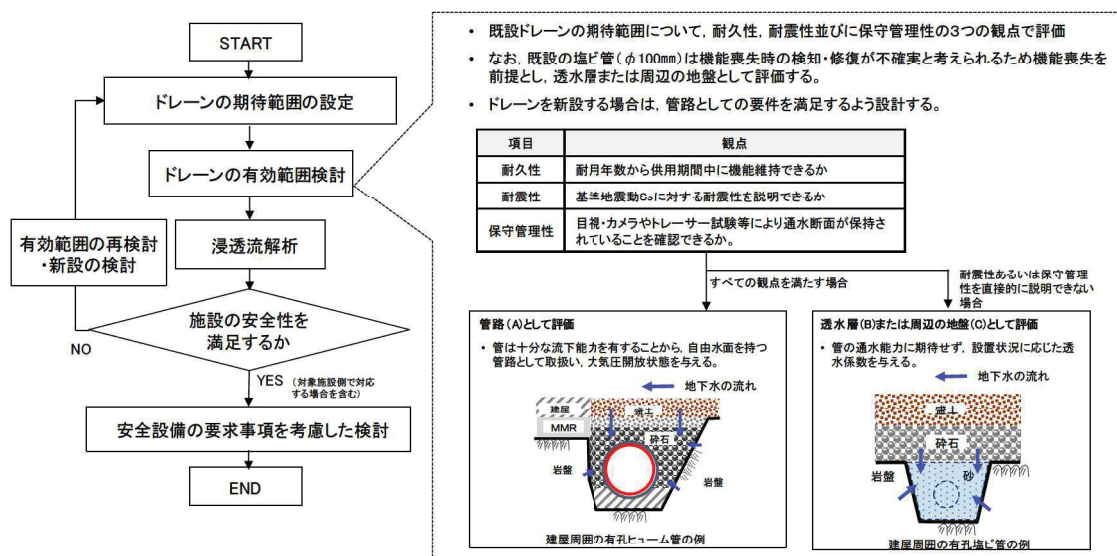 START
ドレーンの期待範囲の設定
ドレーンの有効範囲検討
浸透流解析
有効範囲の再検討
・新設の検討
施設の安全性を
満足するか
NO
YES
(対象施設側で対応
する場合を含む)
安全設備の要求事項を考慮した検討
END
・ 既設ドレーンの期待範囲について,耐久性,耐震性並びに保守管理性の3つの観点で評価
・ なお,既設の塩ビ管(φ100mm)は機能喪失時の検知・修復が不確実と考えられるため機能喪失を
前提とし,透水層または周辺の地盤として評価する。
・ ドレーンを新設する場合は,管路としての要件を満足するよう設計する。
項目 観点
耐久性 耐用年数から供用期間中に機能維持できるか
耐震性 基準地震動Ssに対する耐震性を説明できるか
保守管理性 目視・カメラやトレーサー試験等により通水断面が保持さ
れていることを確認できるか。
すべての観点を満たす場合
耐震性あるいは保守管理
性を直接的に説明できない
場合
管路(A)として評価
・ 管は十分な流下能力を有することから,自由水面を持つ
管路として取扱い,大気圧開放状態を与える。
地下水の流れ
建屋
盛土
MMR
砕石
岩盤
岩盤
建屋周囲の有孔ヒューム管の例
透水層(B)または周辺の地盤(C)として評価
・ 管の通水能力に期待せず,設置状況に応じた透
水係数を与える。
地下水の流れ
盛土
砕石
岩盤
砂
建屋周囲の有孔塩ビ管の例